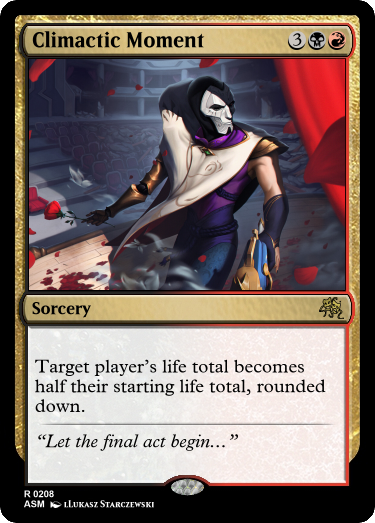 Climactic Moment 3
Sorcery
Target player's life total becomes
half their starting life total, rounded
down.
“Let the final act begin…”
R 0208
ASM LLukasz Starczewski